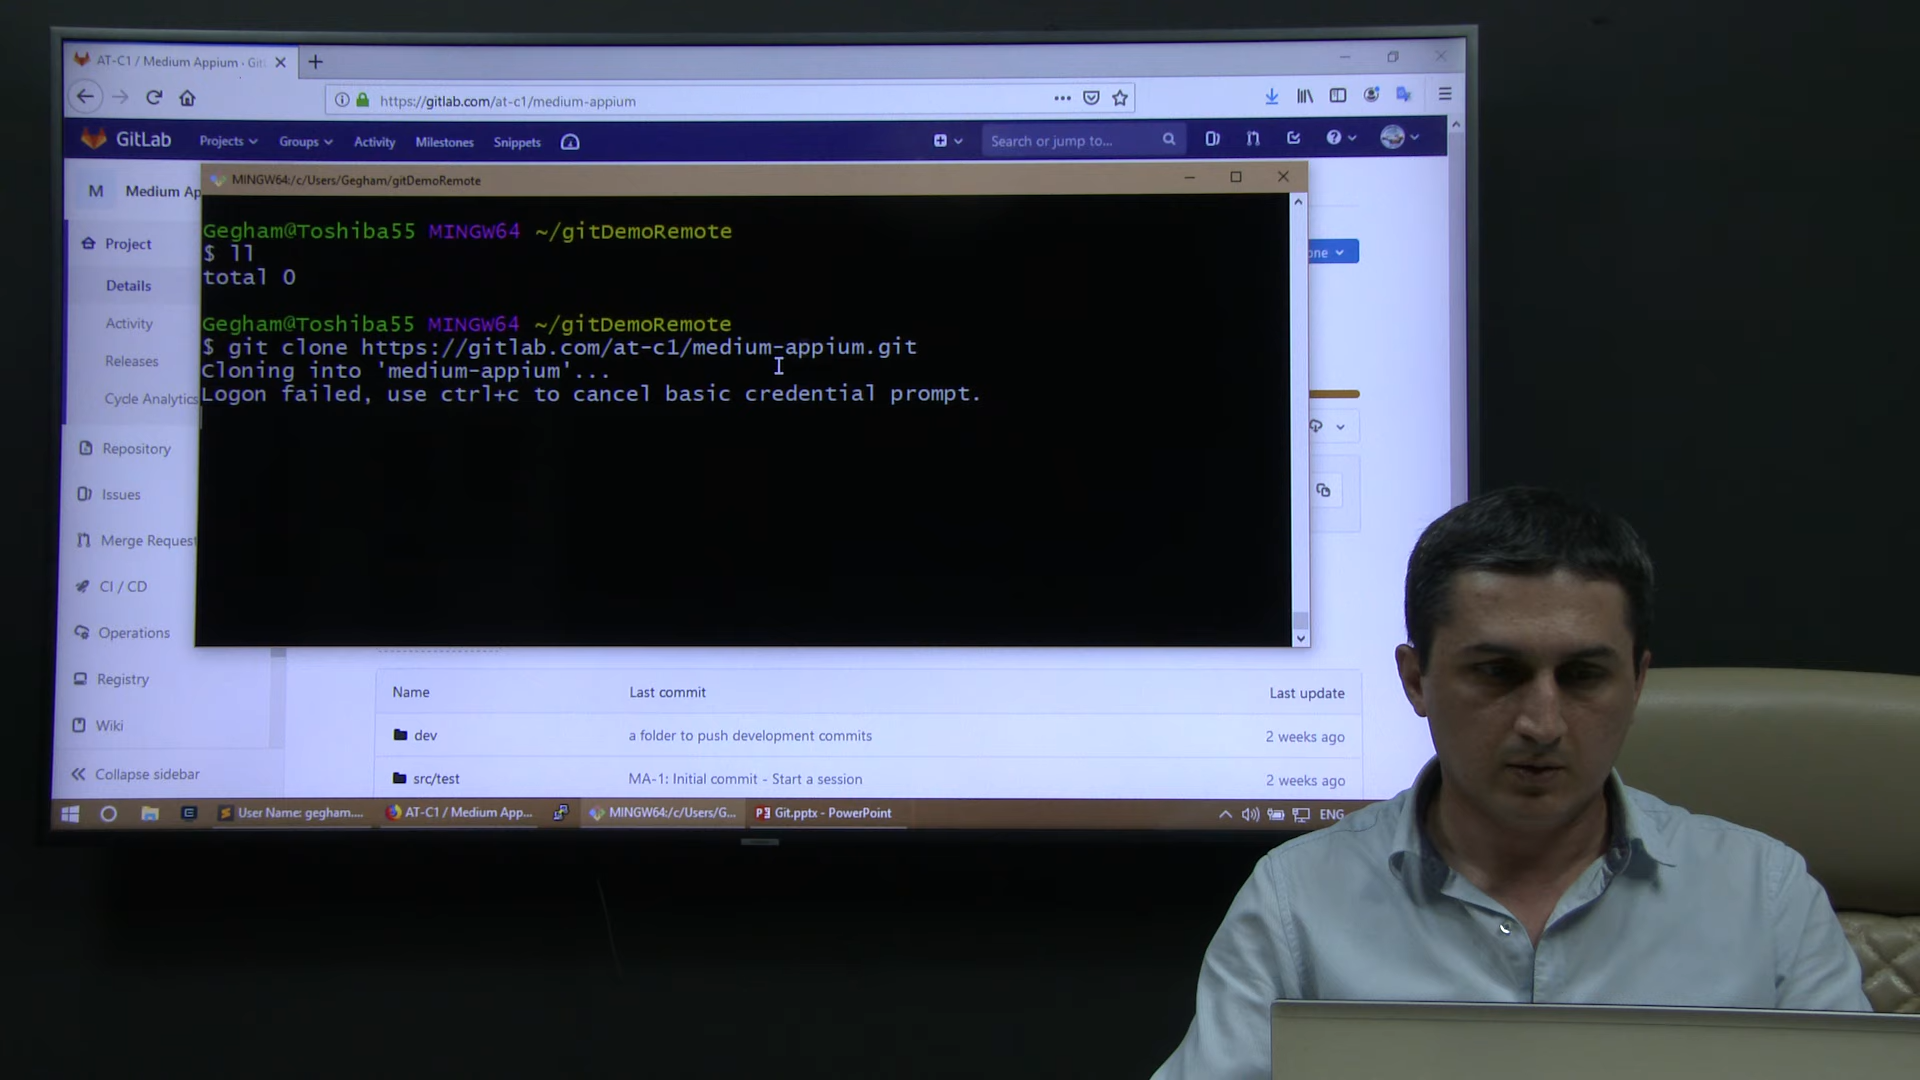 AT-C1 / Medium Appium · Git
https://gitlab.com/at-c1/medium-appium
GitLab
Projects
Groups
Activity
Milestones
Snippets
Search or jump to...
M
Medium Ap
MINGW64:/c/Users/Gegham/gitDemoRemote
Gegham@Toshiba55 MINGW64 ~/gitDemoRemote
$ ll
total 0
Gegham@Toshiba55 MINGW64 ~/gitDemoRemote
$ git clone https://gitlab.com/at-c1/medium-appium.git
Cloning into 'medium-appium'...
Logon failed, use ctrl+c to cancel basic credential prompt.
one
Project
Details
Activity
Releases
Cycle Analytics
Repository
Issues
Merge Request
CI / CD
Operations
Registry
Wiki
Collapse sidebar
Name Last commit Last update
dev a folder to push development commits 2 weeks ago
src/test MA-1: Initial commit - Start a session 2 weeks ago
User Name: gegham....
AT-C1 / Medium App...
MINGW64:/c/Users/G...
Git.pptx - PowerPoint
ENG